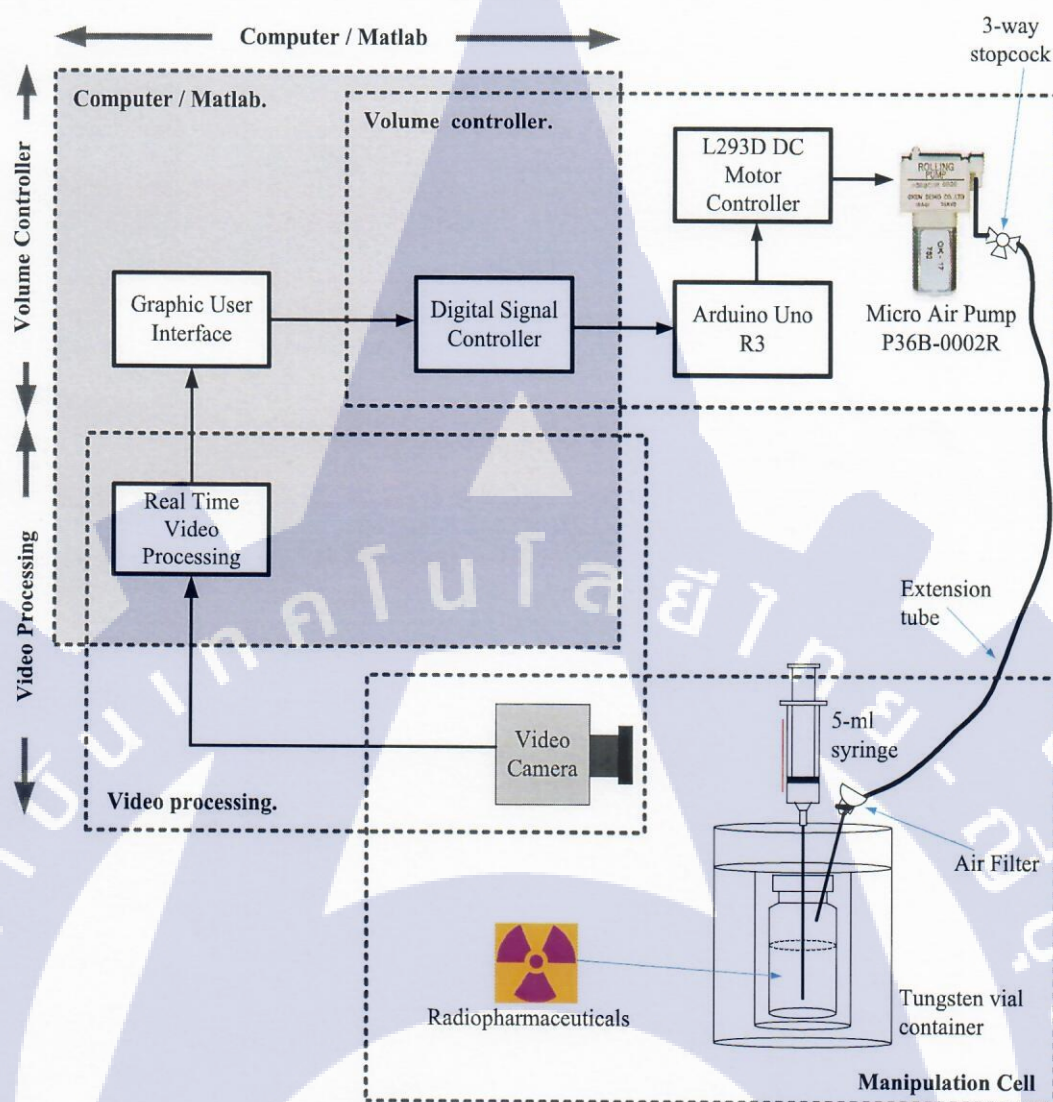 Computer / Matlab
3-way
stopcock
Computer / Matlab.
Volume controller.
L293D DC
Motor
Controller
ROLLING
PUMP
Volume Controller
Graphic User
Interface
Digital Signal
Controller
Arduino Uno
R3
Micro Air Pump
P36B-0002R
Real Time
Video
Processing
Video Processing
Extension
tube
5-ml
syringe
Video
Camera
Video processing.
Air Filter
Radiopharmaceuticals
Tungsten vial
container
Manipulation Cell